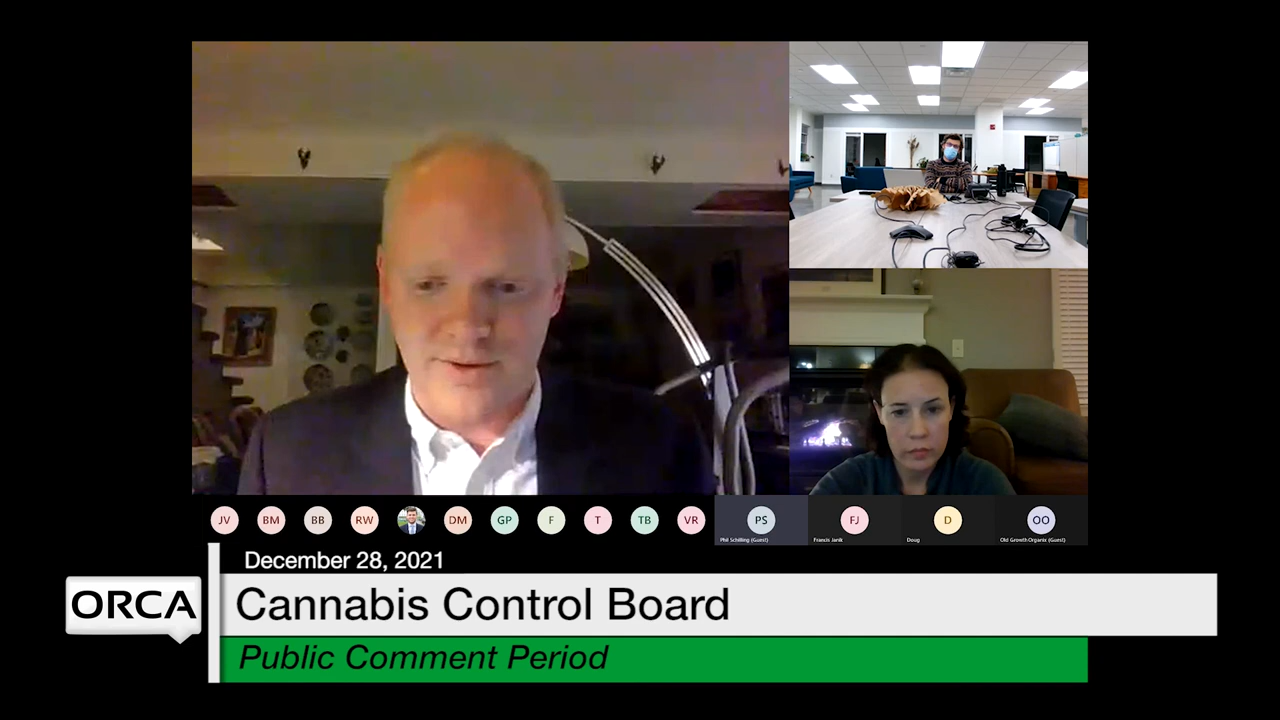 JV BM BB RW DM GP F T TB VR PS FJ D OO
Phil Schilling (Guest) Francis Janik Doug Old Growth Organix (Guest)
December 28, 2021
ORCA
Cannabis Control Board
Public Comment Period